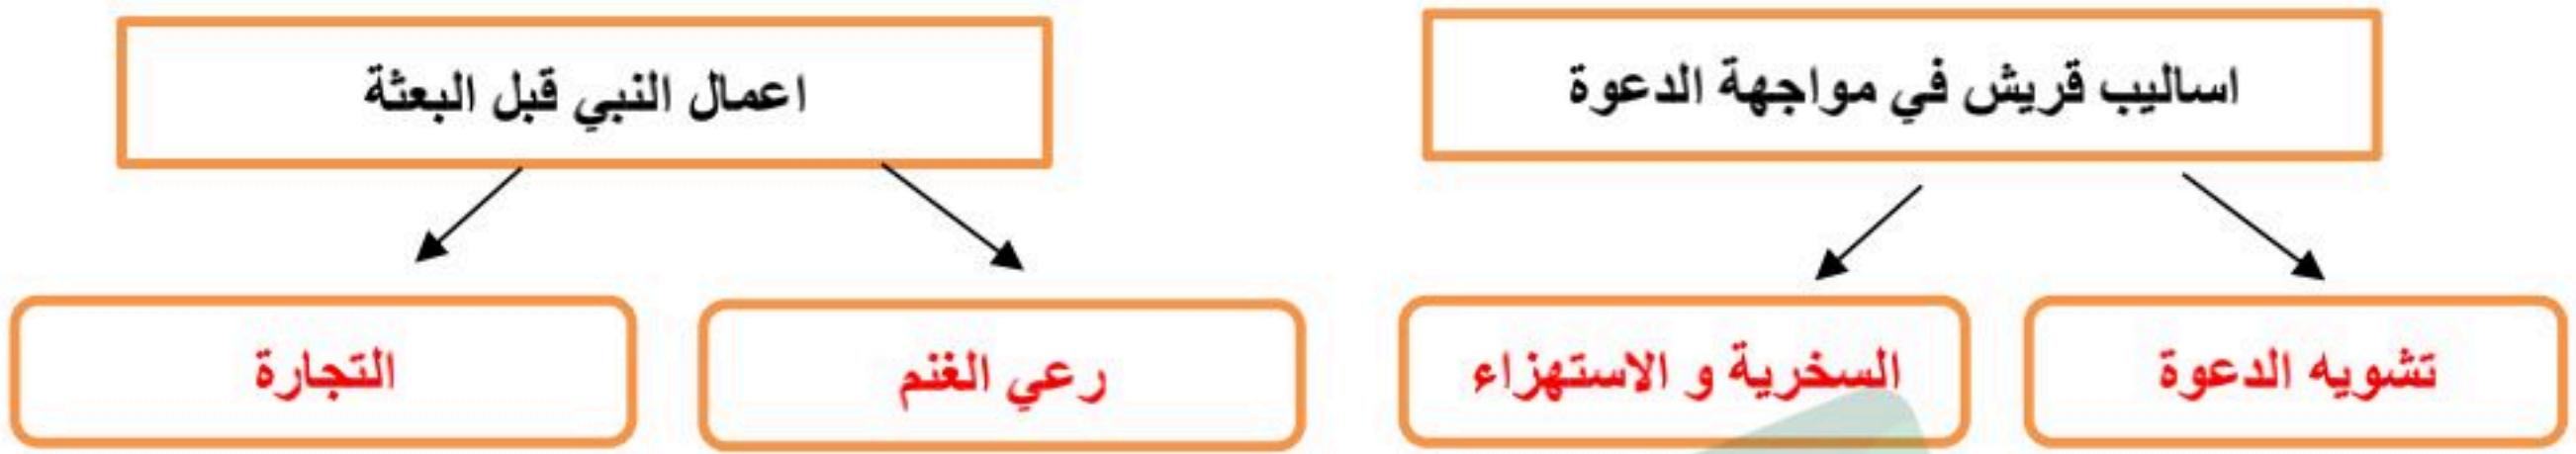 اساليب قريش في مواجهة الدعوة
اعمال النبي قبل البعثة
تشويه الدعوة
السخرية و الاستهزاء
رعي الغنم
التجارة